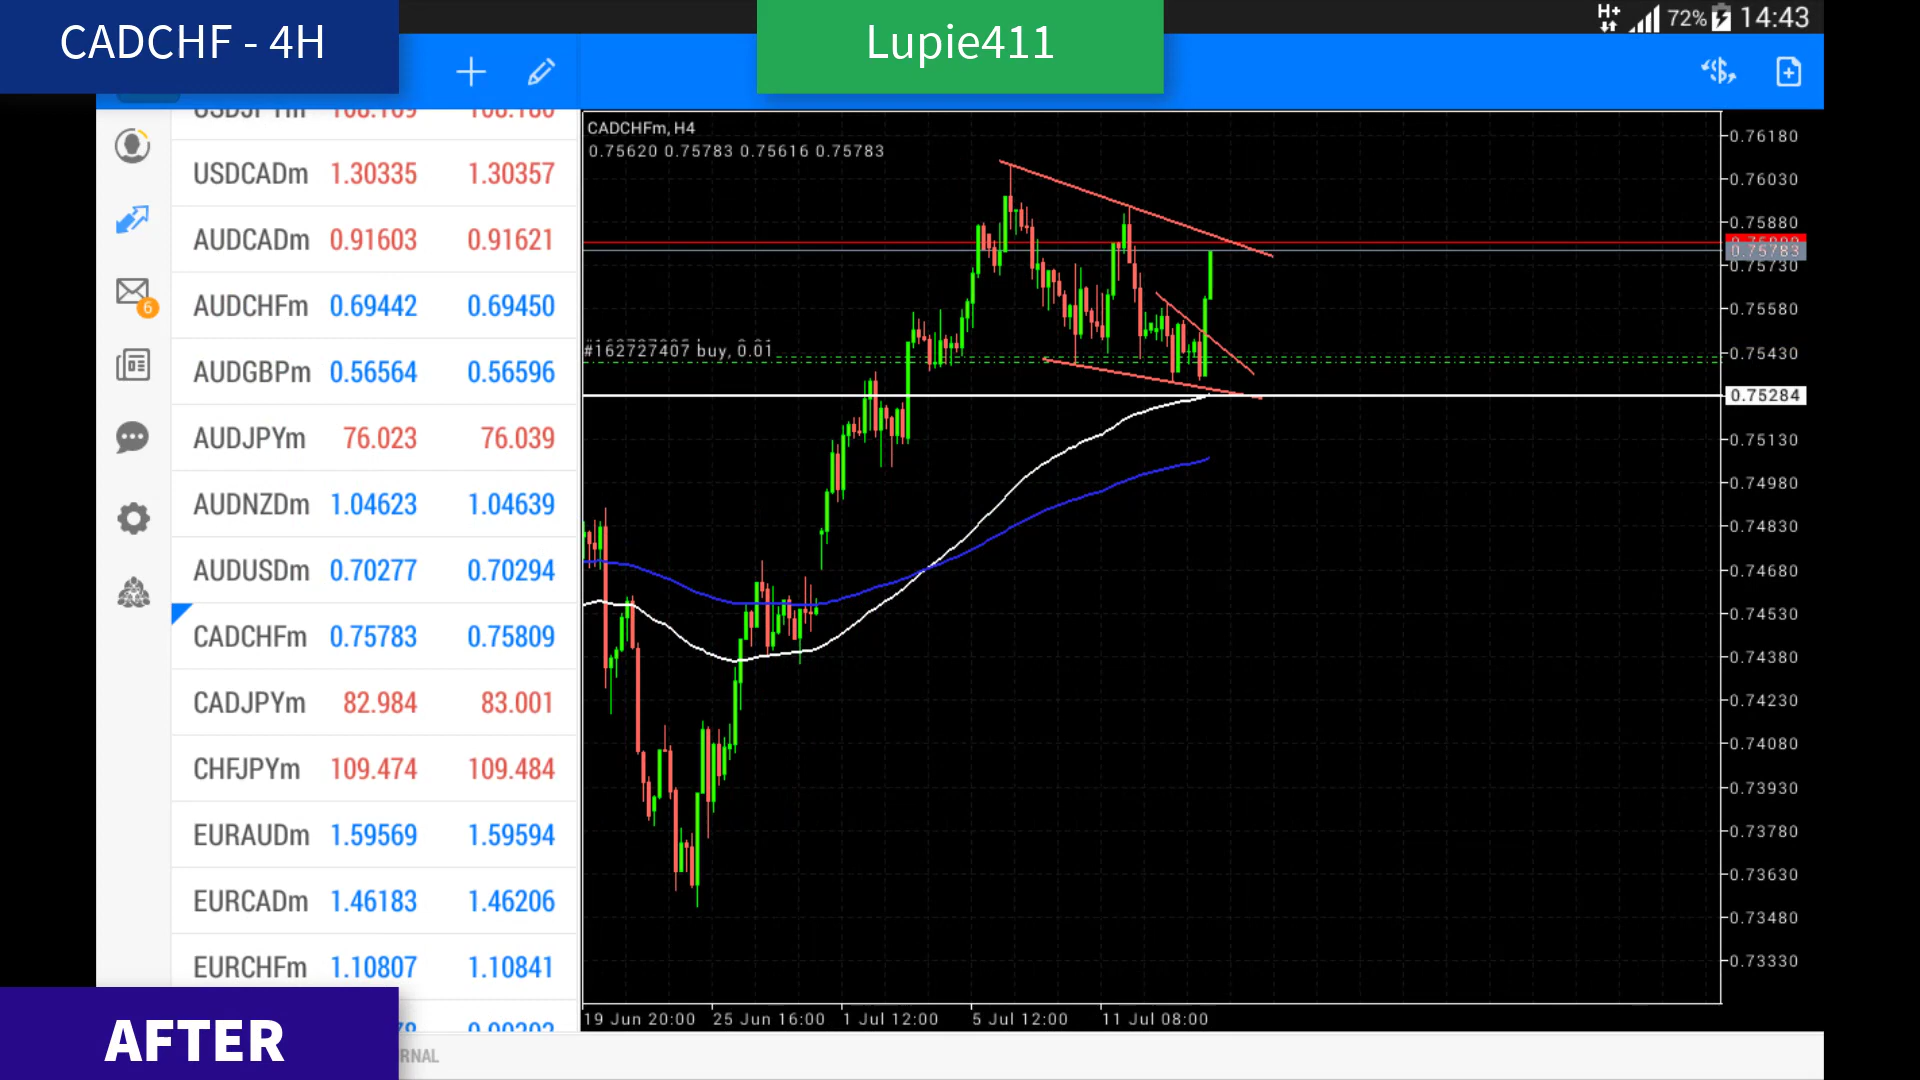 CADCHF - 4H
Lupie411
H+ 72% 14:43
USDCADm 1.30335 1.30357
AUDCADm 0.91603 0.91621
AUDCHFm 0.69442 0.69450
AUDGBPm 0.56564 0.56596
AUDJPYm 76.023 76.039
AUDNZDm 1.04623 1.04639
AUDUSDm 0.70277 0.70294
CADCHFm 0.75783 0.75809
CADJPYm 82.984 83.001
CHFJPYm 109.474 109.484
EURAUDm 1.59569 1.59594
EURCADm 1.46183 1.46206
EURCHFm 1.10807 1.10841
6
CADCHFm, H4
0.75620 0.75783 0.75616 0.75783
#162727407 buy, 0.01
0.76180
0.76030
0.75880
0.75783
0.75730
0.75580
0.75430
0.75284
0.75130
0.74980
0.74830
0.74680
0.74530
0.74380
0.74230
0.74080
0.73930
0.73780
0.73630
0.73480
0.73330
19 Jun 20:00 25 Jun 16:00 1 Jul 12:00 5 Jul 12:00 11 Jul 08:00
AFTER
RNAL